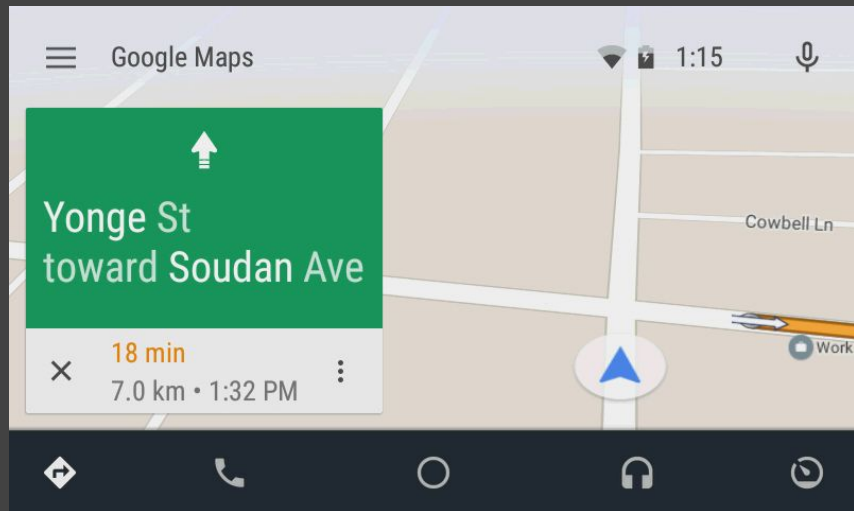 Google Maps
1:15
Yonge St
toward Soudan Ave
18 min
7.0 km • 1:32 PM
Cowbell Ln
Work